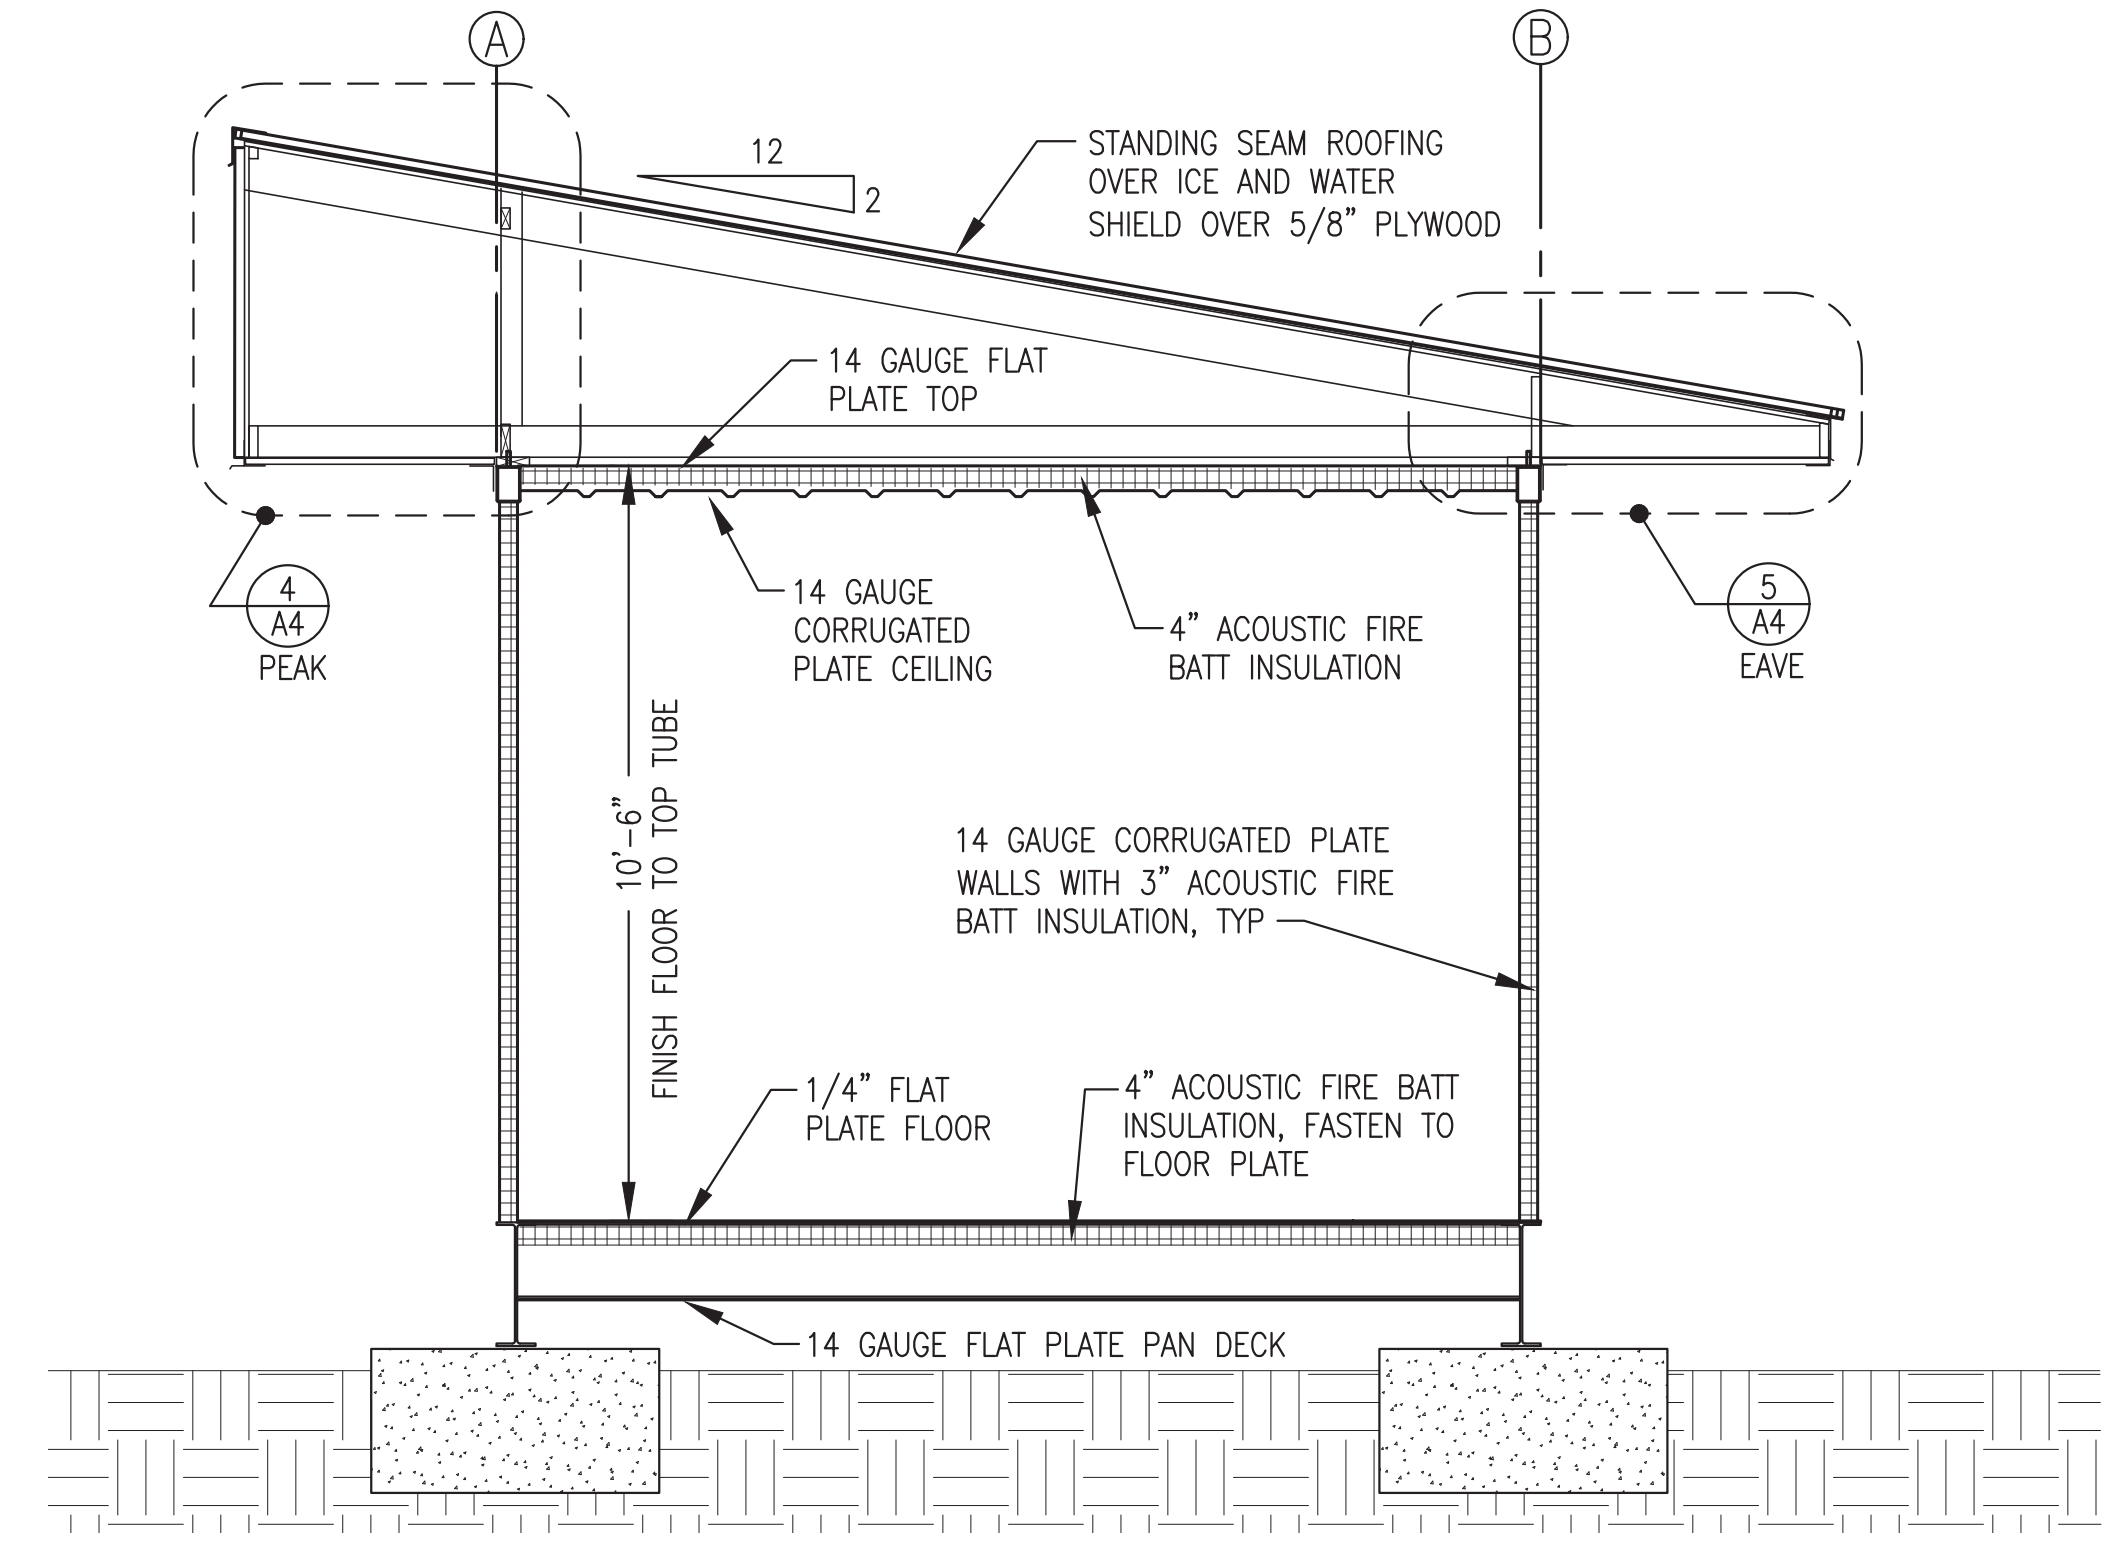 A
B
12
2
STANDING SEAM ROOFING
OVER ICE AND WATER
SHIELD OVER 5/8” PLYWOOD
14 GAUGE FLAT
PLATE TOP
4
A4
PEAK
14 GAUGE
CORRUGATED
PLATE CEILING
4” ACOUSTIC FIRE
BATT INSULATION
5
A4
EAVE
10’-6”
FINISH FLOOR TO TOP TUBE
14 GAUGE CORRUGATED PLATE
WALLS WITH 3” ACOUSTIC FIRE
BATT INSULATION, TYP
1/4” FLAT
PLATE FLOOR
4” ACOUSTIC FIRE BATT
INSULATION, FASTEN TO
FLOOR PLATE
14 GAUGE FLAT PLATE PAN DECK